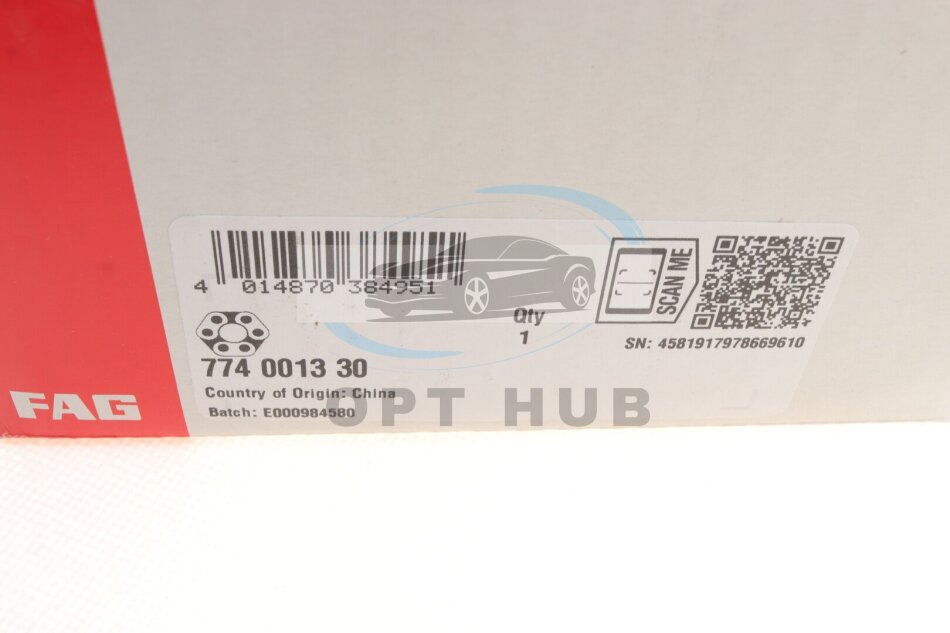 4 014870 384951
Qty
1
SCAN ME
SN: 4581917978669610
774 0013 30
Country of Origin: China
Batch: E000984580
FAG
OPT HUB